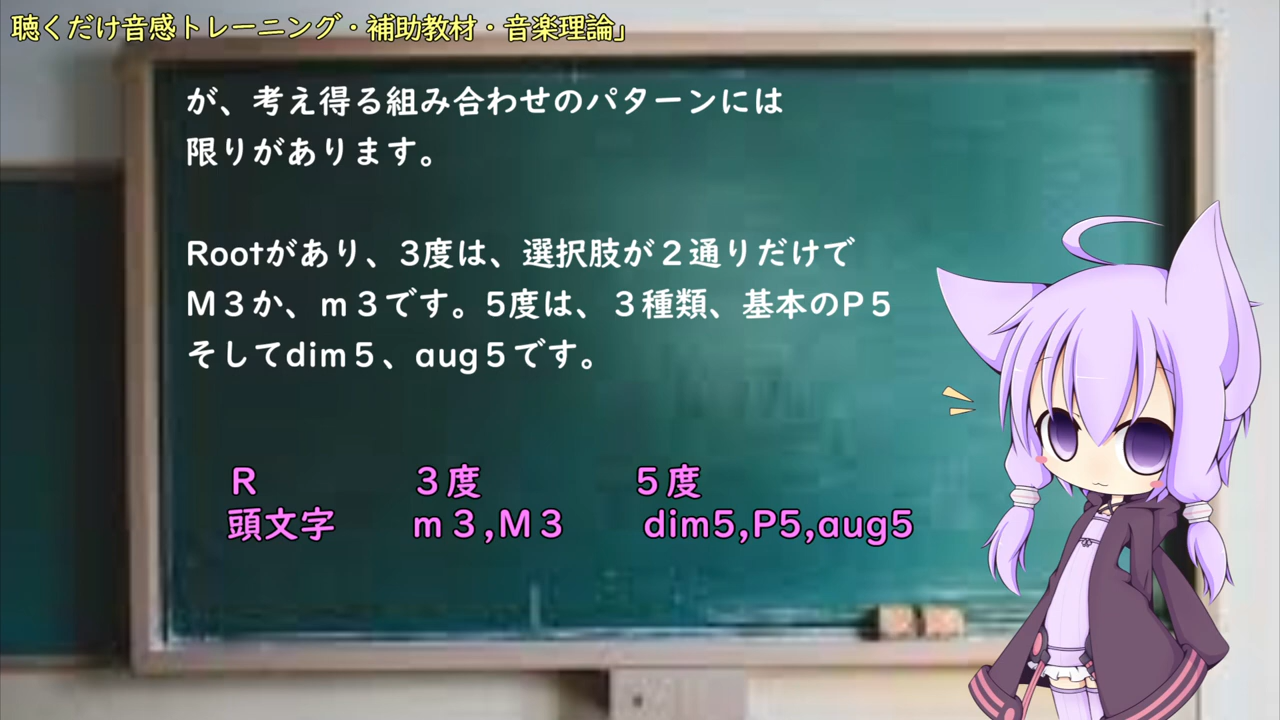 聴くだけ音感トレーニング・補助教材・音楽理論」
が、考え得る組み合わせのパターンには
限りがあります。
Rootがあり、3度は、選択肢が２通りだけで
Ｍ３か、ｍ３です。5度は、３種類、基本のP５
そしてdim５、aug５です。
R ３度 ５度
頭文字 ｍ３,M３ dim5,P5,aug5